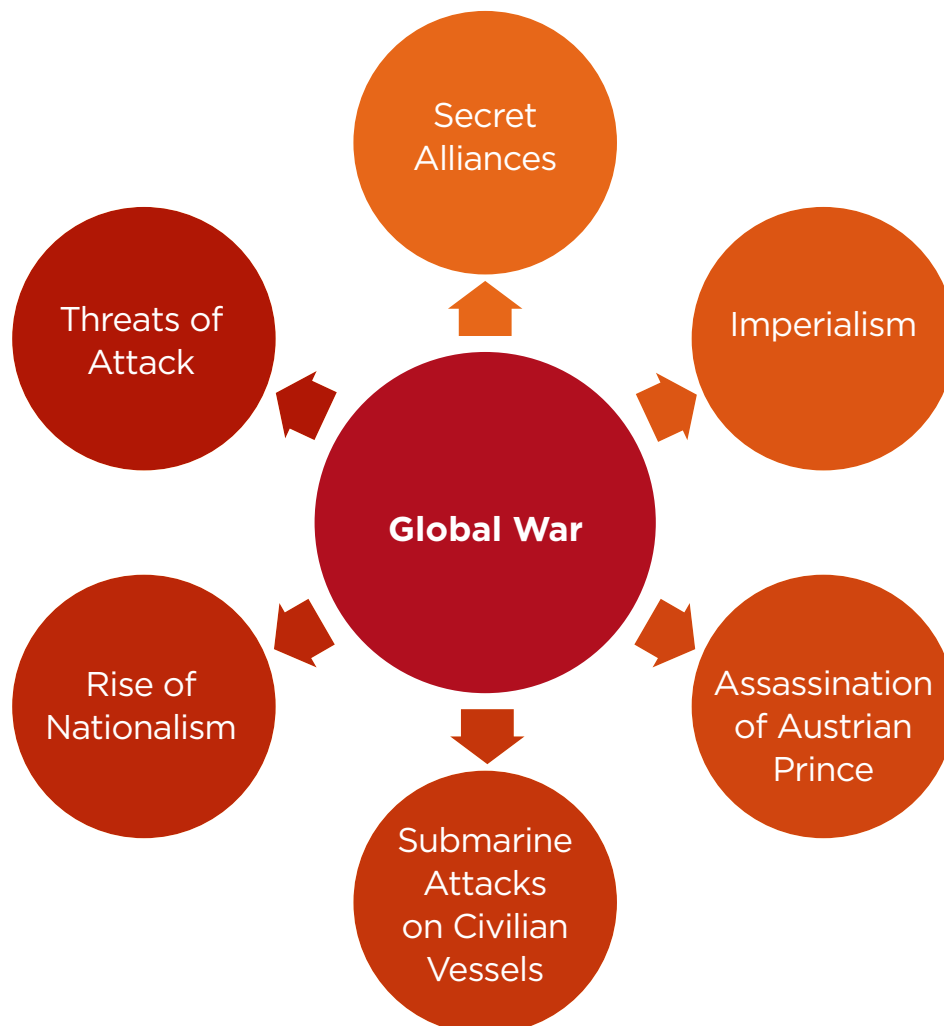 Secret
Alliances
Imperialism
Assassination
of Austrian
Prince
Submarine
Attacks
on Civilian
Vessels
Rise of
Nationalism
Threats of
Attack
Global War